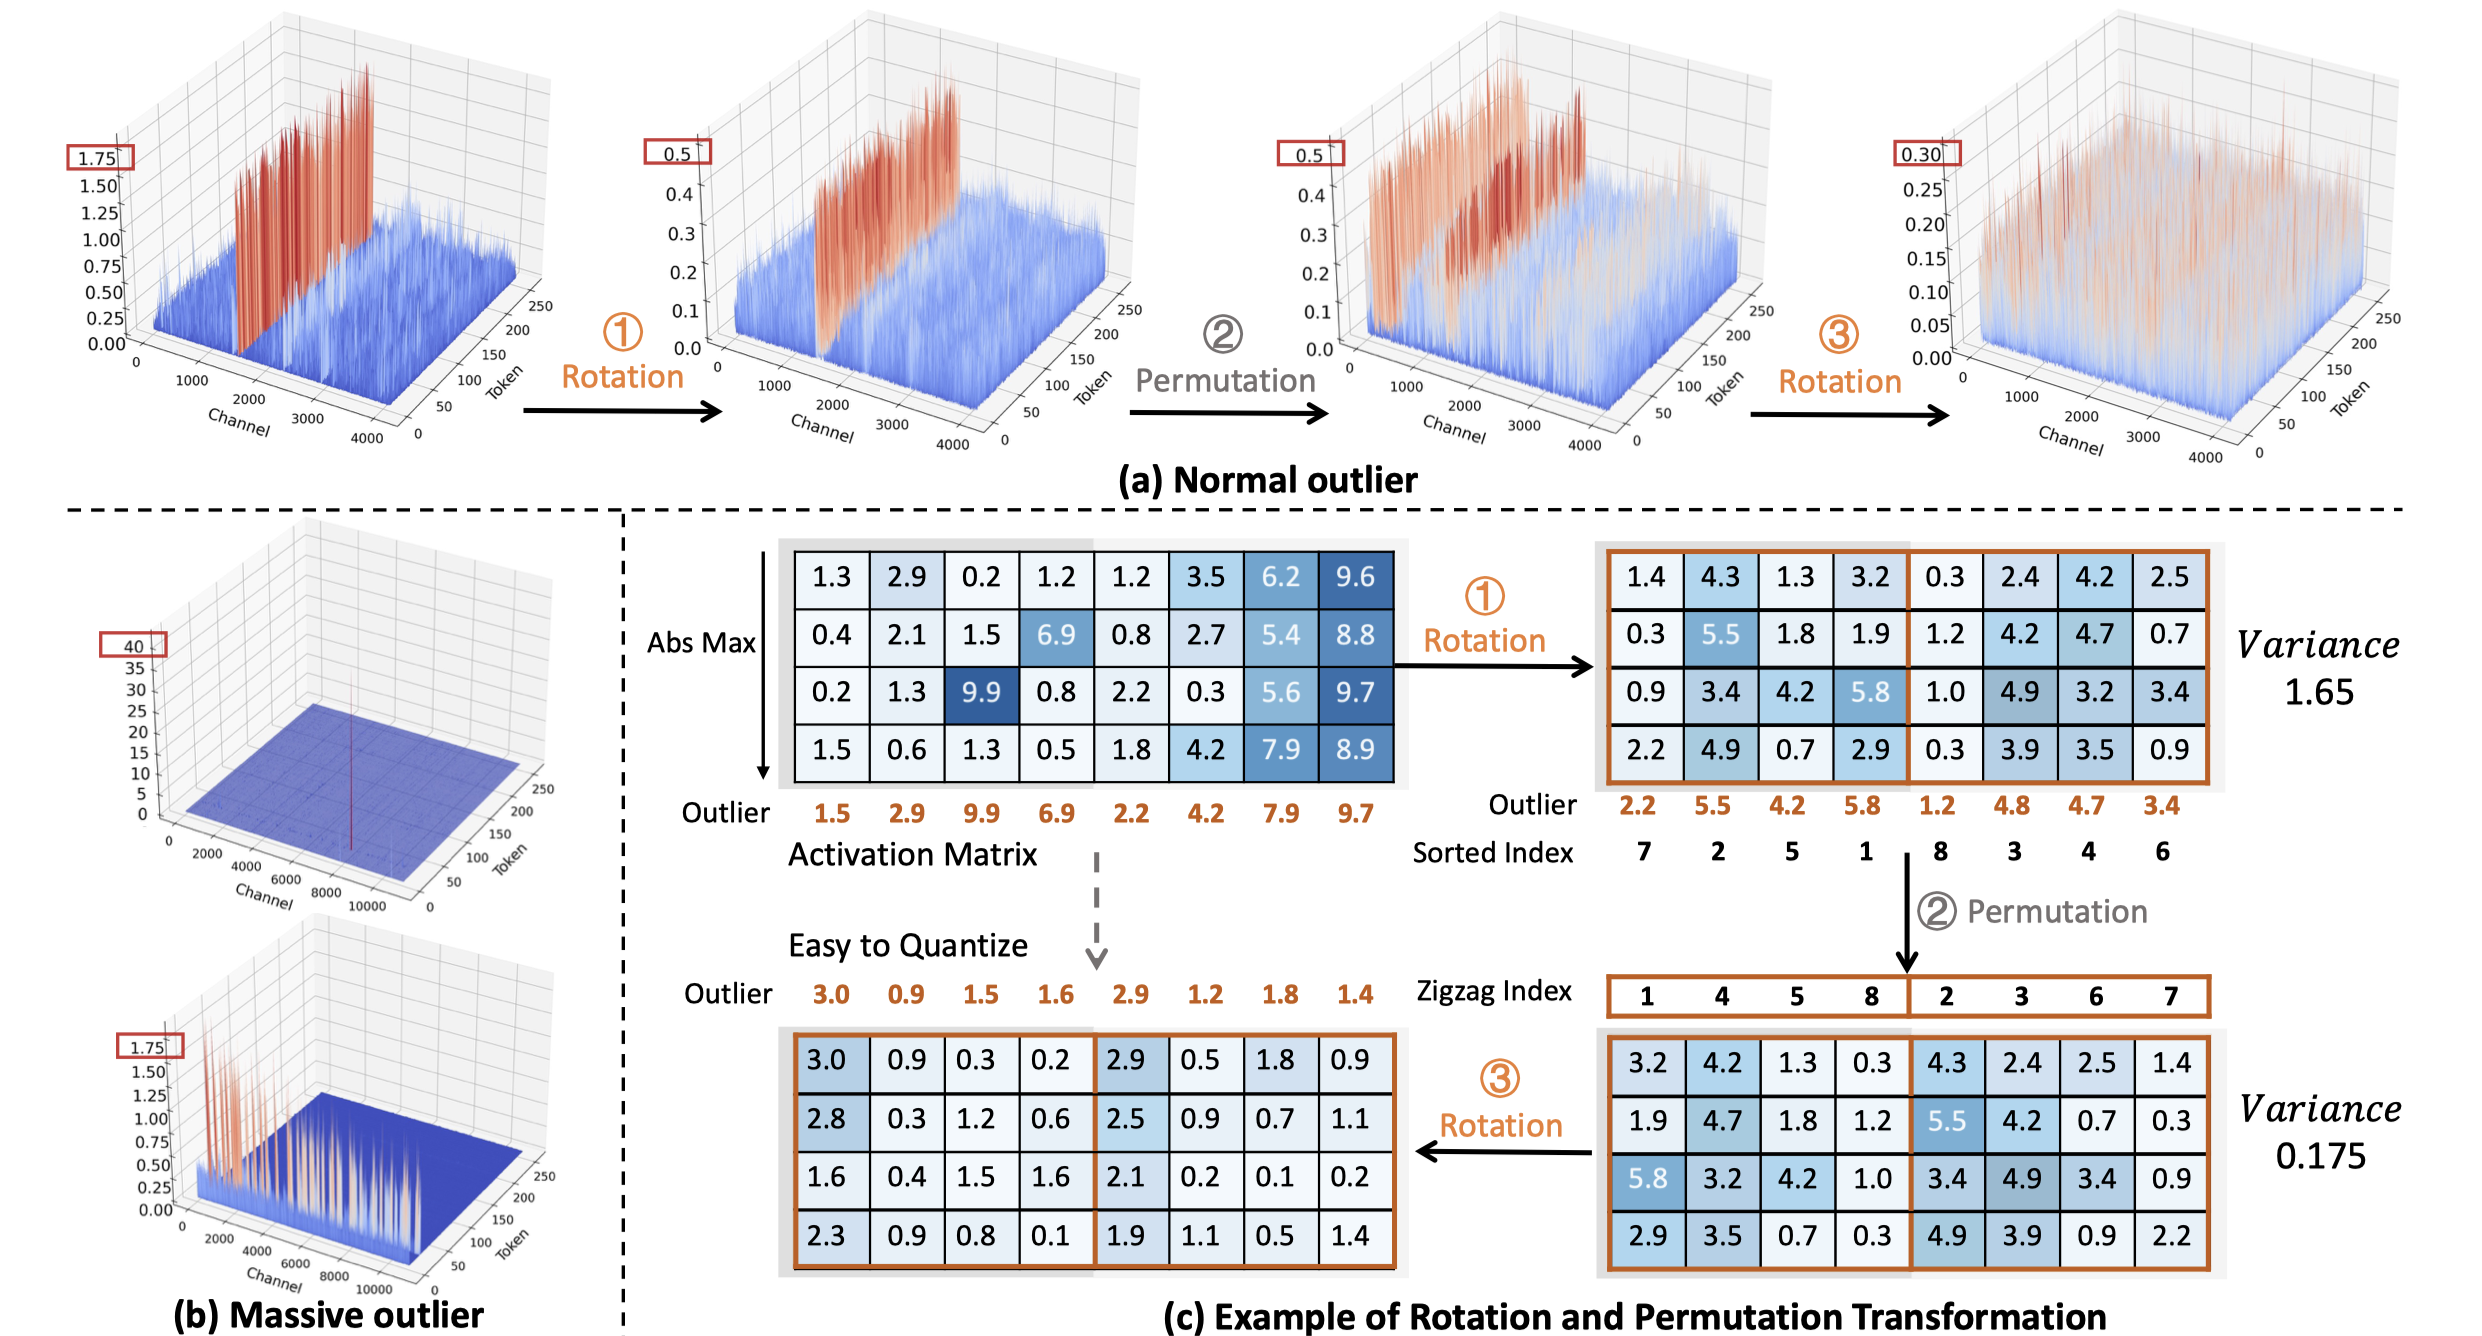 1.75
1.50
1.25
1.00
0.75
0.50
0.25
0.00
0
1000
2000
3000
4000
Channel
0
50
100
150
200
250
Token
① Rotation
0.5
0.4
0.3
0.2
0.1
0.0
0
1000
2000
3000
4000
Channel
0
50
100
150
200
250
Token
② Permutation
0.5
0.4
0.3
0.2
0.1
0.0
0
1000
2000
3000
4000
Channel
0
50
100
150
200
250
Token
③ Rotation
0.30
0.25
0.20
0.15
0.10
0.05
0.00
0
1000
2000
3000
4000
Channel
0
50
100
150
200
250
Token
(a) Normal outlier
40
35
30
25
20
15
10
5
0
0
2000
4000
6000
8000
10000
Channel
0
50
100
150
200
250
Token
1.75
1.50
1.25
1.00
0.75
0.50
0.25
0.00
0
2000
4000
6000
8000
10000
Channel
0
50
100
150
200
250
Token
(b) Massive outlier
Abs Max
1.3 2.9 0.2 1.2 1.2 3.5 6.2 9.6
0.4 2.1 1.5 6.9 0.8 2.7 5.4 8.8
0.2 1.3 9.9 0.8 2.2 0.3 5.6 9.7
1.5 0.6 1.3 0.5 1.8 4.2 7.9 8.9
Outlier 1.5 2.9 9.9 6.9 2.2 4.2 7.9 9.7
Activation Matrix
①
Rotation
1.4 4.3 1.3 3.2 0.3 2.4 4.2 2.5
0.3 5.5 1.8 1.9 1.2 4.2 4.7 0.7
0.9 3.4 4.2 5.8 1.0 4.9 3.2 3.4
2.2 4.9 0.7 2.9 0.3 3.9 3.5 0.9
Variance
1.65
Outlier 2.2 5.5 4.2 5.8 1.2 4.8 4.7 3.4
Sorted Index 7 2 5 1 8 3 4 6
② Permutation
Zigzag Index 1 4 5 8 2 3 6 7
3.2 4.2 1.3 0.3 4.3 2.4 2.5 1.4
1.9 4.7 1.8 1.2 5.5 4.2 0.7 0.3
5.8 3.2 4.2 1.0 3.4 4.9 3.4 0.9
2.9 3.5 0.7 0.3 4.9 3.9 0.9 2.2
Variance
0.175
③
Rotation
Easy to Quantize
Outlier 3.0 0.9 1.5 1.6 2.9 1.2 1.8 1.4
3.0 0.9 0.3 0.2 2.9 0.5 1.8 0.9
2.8 0.3 1.2 0.6 2.5 0.9 0.7 1.1
1.6 0.4 1.5 1.6 2.1 0.2 0.1 0.2
2.3 0.9 0.8 0.1 1.9 1.1 0.5 1.4
(c) Example of Rotation and Permutation Transformation